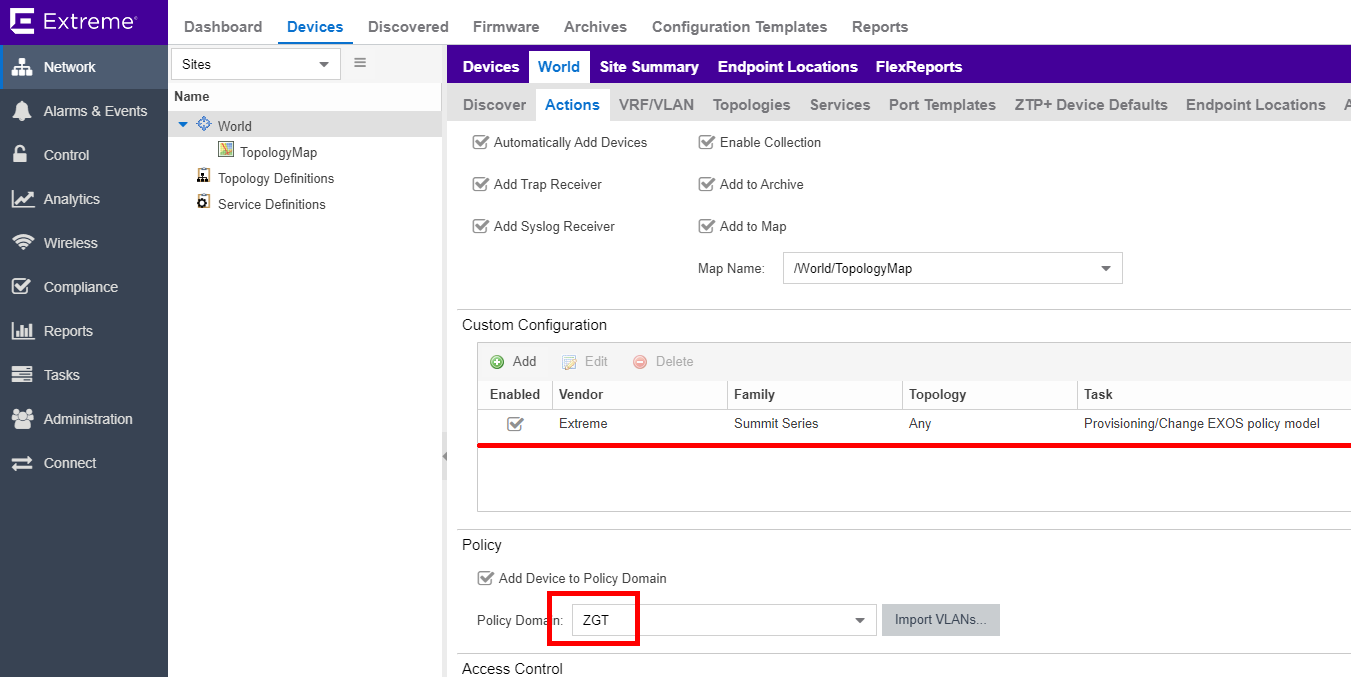 Extreme
Dashboard Devices Discovered Firmware Archives Configuration Templates Reports
Network
Alarms & Events
Control
Analytics
Wireless
Compliance
Reports
Tasks
Administration
Connect
Sites
Name
World
TopologyMap
Topology Definitions
Service Definitions
Devices World Site Summary Endpoint Locations FlexReports
Discover Actions VRF/VLAN Topologies Services Port Templates ZTP+ Device Defaults Endpoint Locations A
Automatically Add Devices Enable Collection
Add Trap Receiver Add to Archive
Add Syslog Receiver Add to Map
Map Name: /World/TopologyMap
Custom Configuration
Add Edit Delete
Enabled Vendor Family Topology Task
Extreme Summit Series Any Provisioning/Change EXOS policy model
Policy
Add Device to Policy Domain
Policy Domain: ZGT Import VLANs...
Access Control